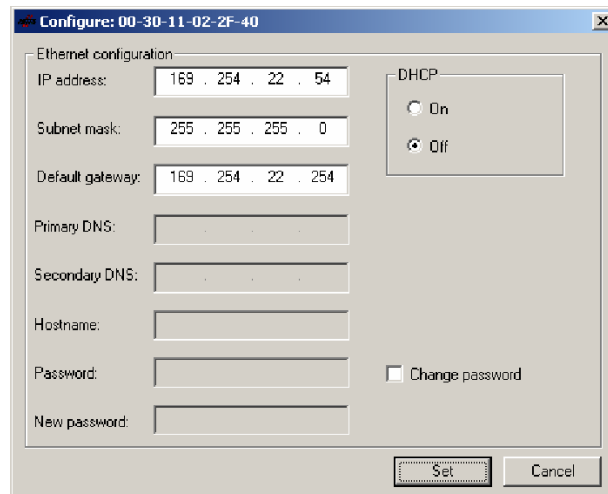 Configure: 00-30-11-02-2F-40
Ethernet configuration
IP address: 169 . 254 . 22 . 54
DHCP
On
Subnet mask: 255 . 255 . 255 . 0
Off
Default gateway: 169 . 254 . 22 . 254
Primary DNS: . . .
Secondary DNS: . . .
Hostname:
Password:
Change password
New password:
Set
Cancel